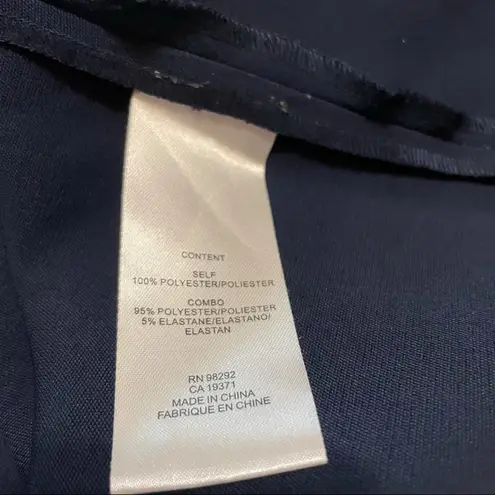 CONTENT
SELF
100% POLYESTER/POLIESTER
COMBO
95% POLYESTER/POLIESTER
5% ELASTANE/ELASTANO/
ELASTAN
RN 98292
CA 19371
MADE IN CHINA
FABRIQUE EN CHINE